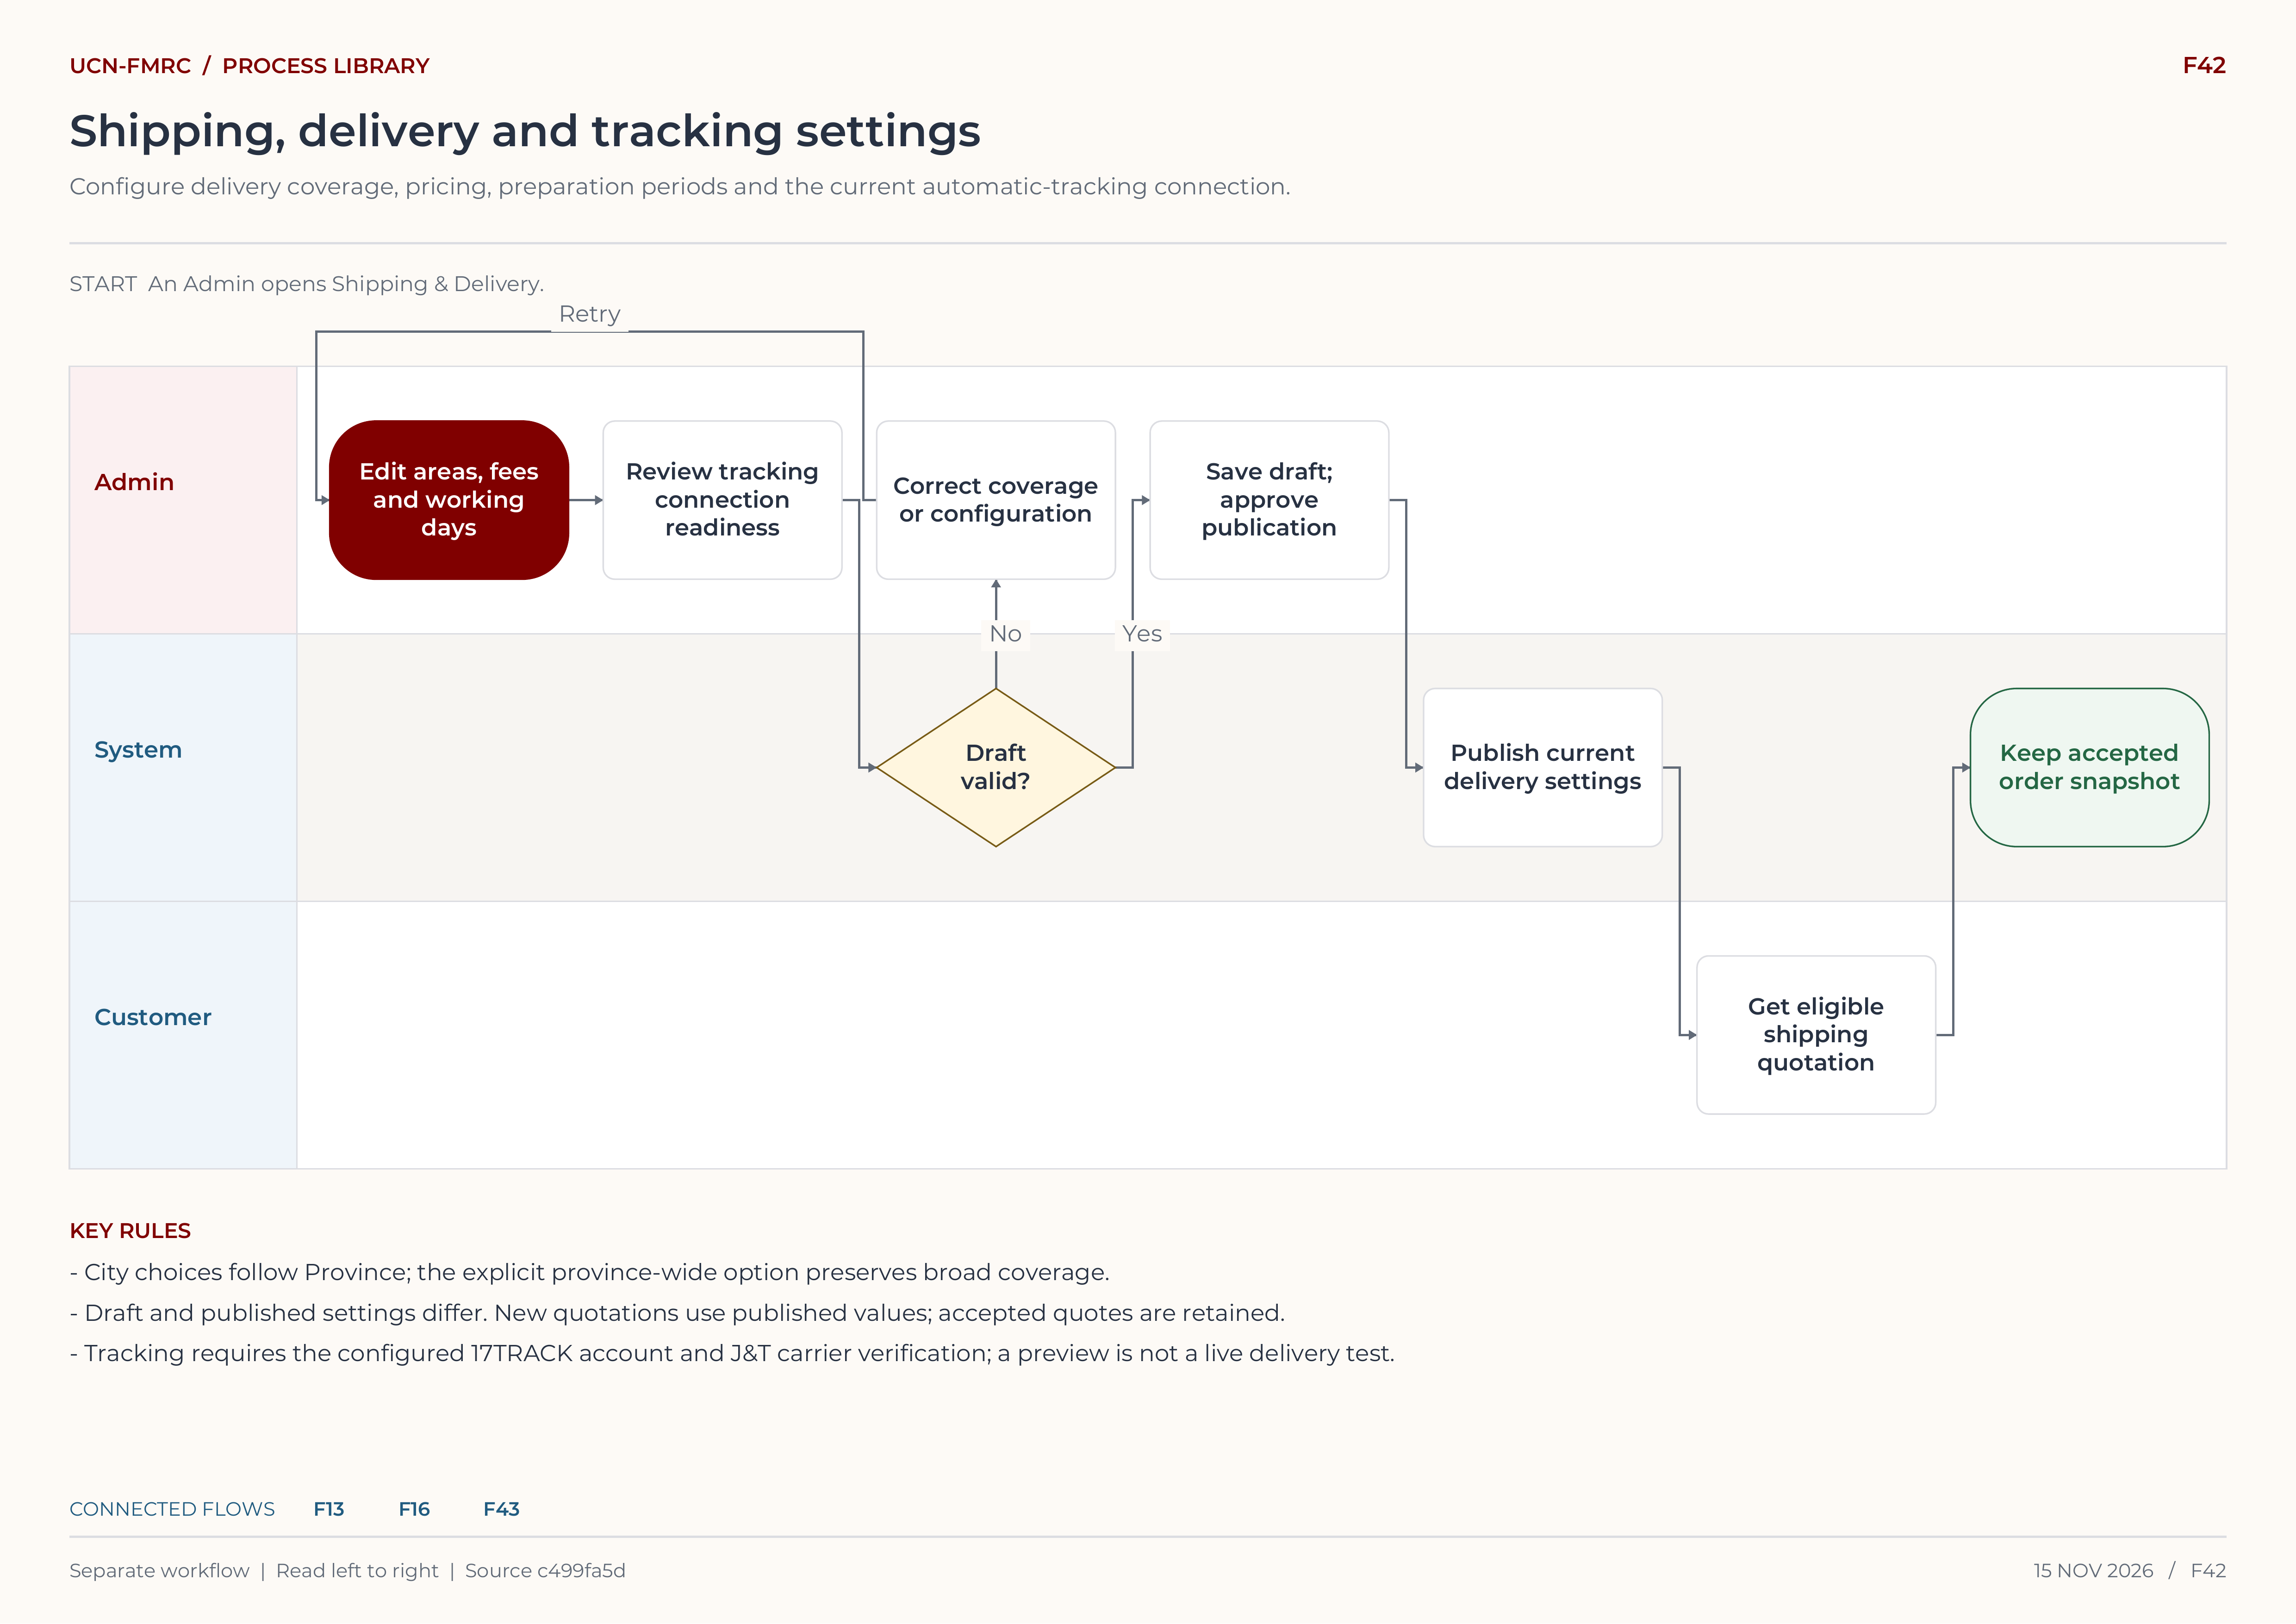 UCN-FMRC / PROCESS LIBRARY
F42
Shipping, delivery and tracking settings
Configure delivery coverage, pricing, preparation periods and the current automatic-tracking connection.
START An Admin opens Shipping & Delivery.
Retry
Admin
Edit areas, fees
and working
days
Review tracking
connection
readiness
Correct coverage
or configuration
Save draft;
approve
publication
No
Yes
System
Draft
valid?
Publish current
delivery settings
Keep accepted
order snapshot
Customer
Get eligible
shipping
quotation
KEY RULES
- City choices follow Province; the explicit province-wide option preserves broad coverage.
- Draft and published settings differ. New quotations use published values; accepted quotes are retained.
- Tracking requires the configured 17TRACK account and J&T carrier verification; a preview is not a live delivery test.
CONNECTED FLOWS F13 F16 F43
Separate workflow | Read left to right | Source c499fa5d
15 NOV 2026 / F42